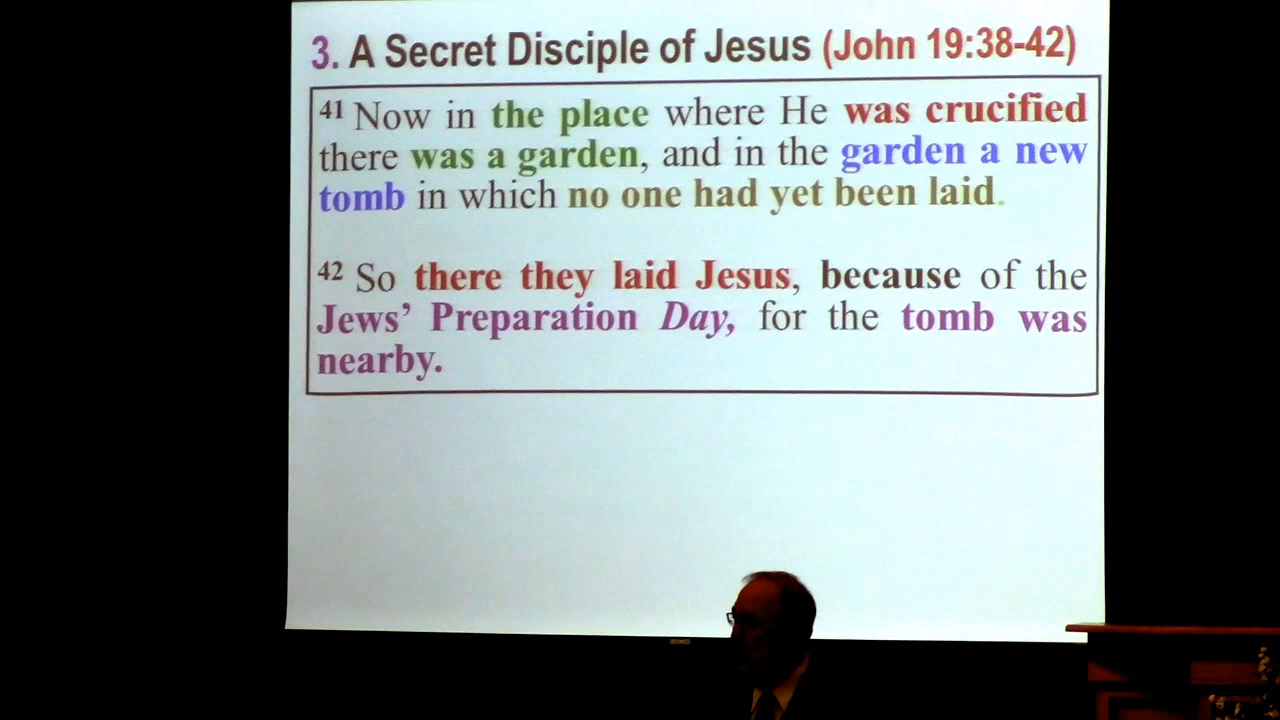 3. A Secret Disciple of Jesus (John 19:38-42)
41 Now in the place where He was crucified
there was a garden, and in the garden a new
tomb in which no one had yet been laid.
42 So there they laid Jesus, because of the
Jews’ Preparation Day, for the tomb was
nearby.